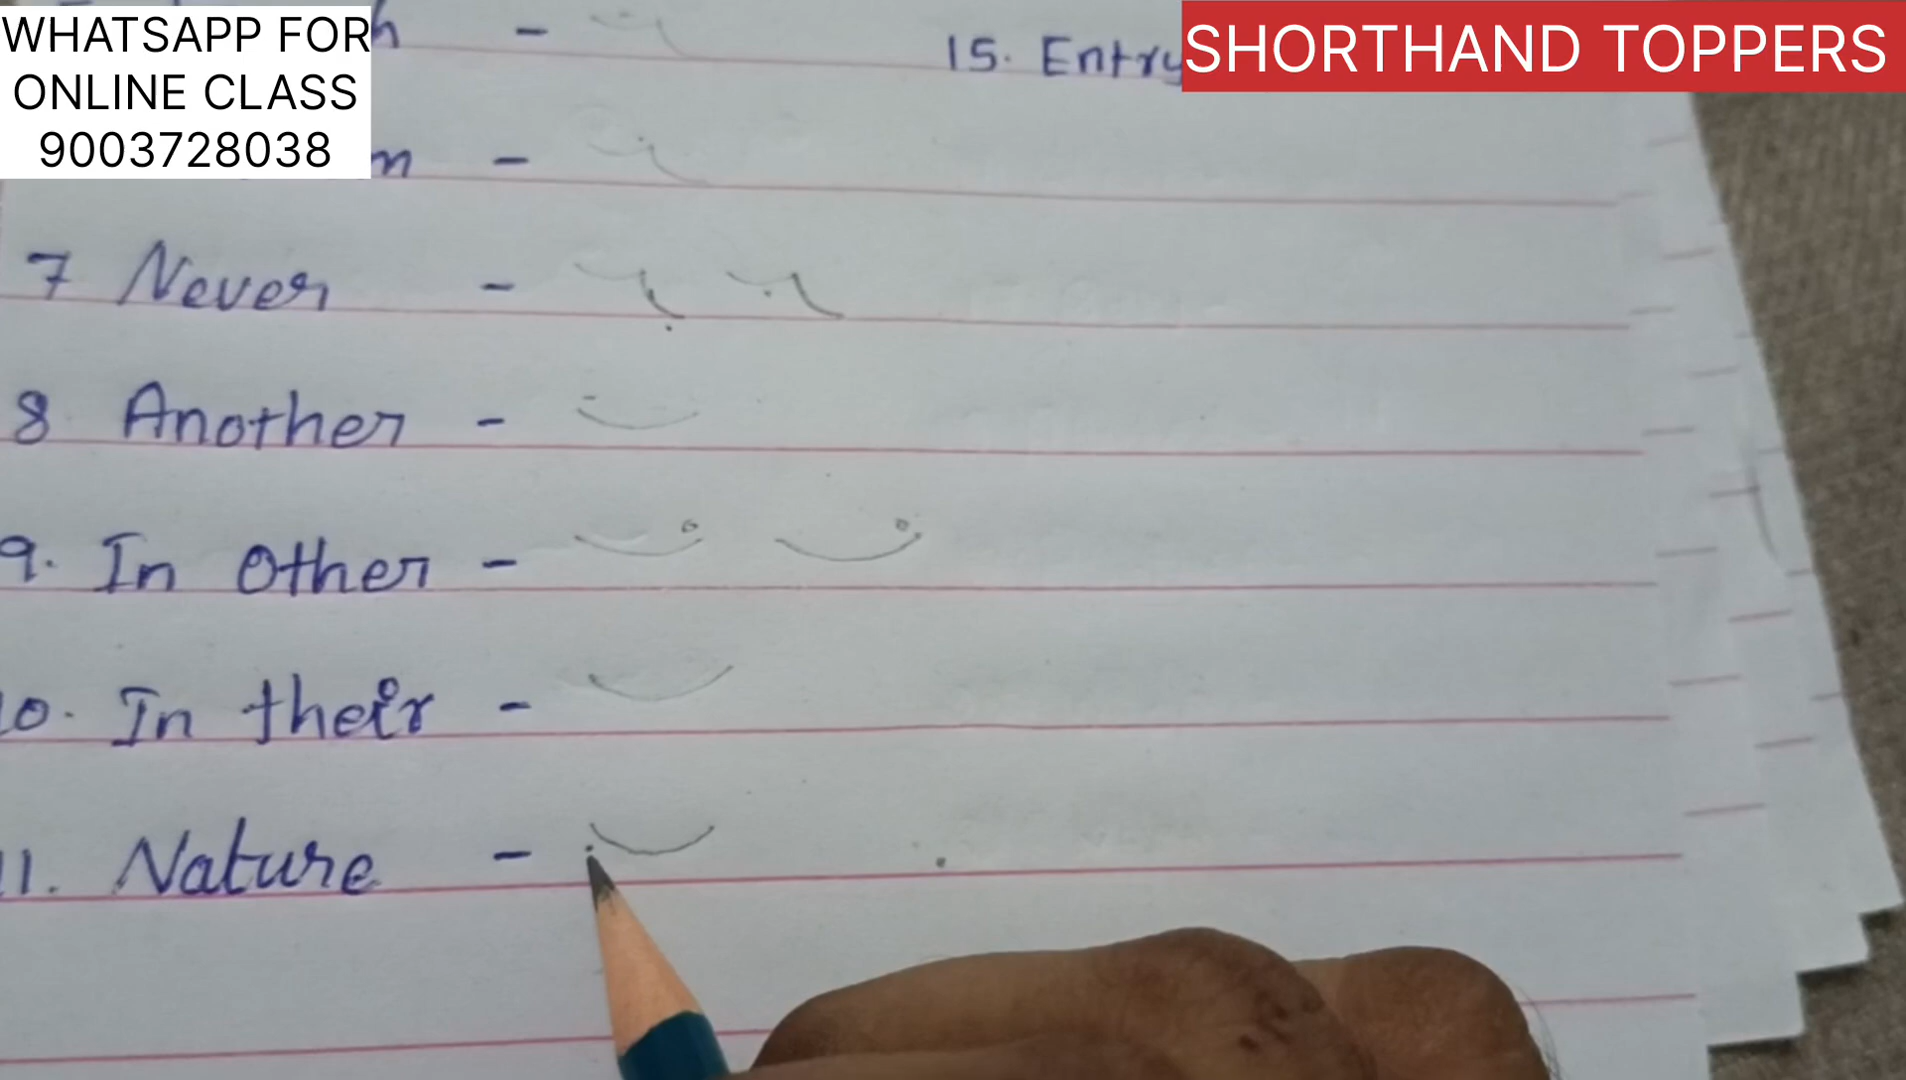 WHATSAPP FOR
ONLINE CLASS
9003728038
SHORTHAND TOPPERS
-
15. Entry
-
7 Never -
8 Another -
9. In Other -
10. In their -
11. Nature -